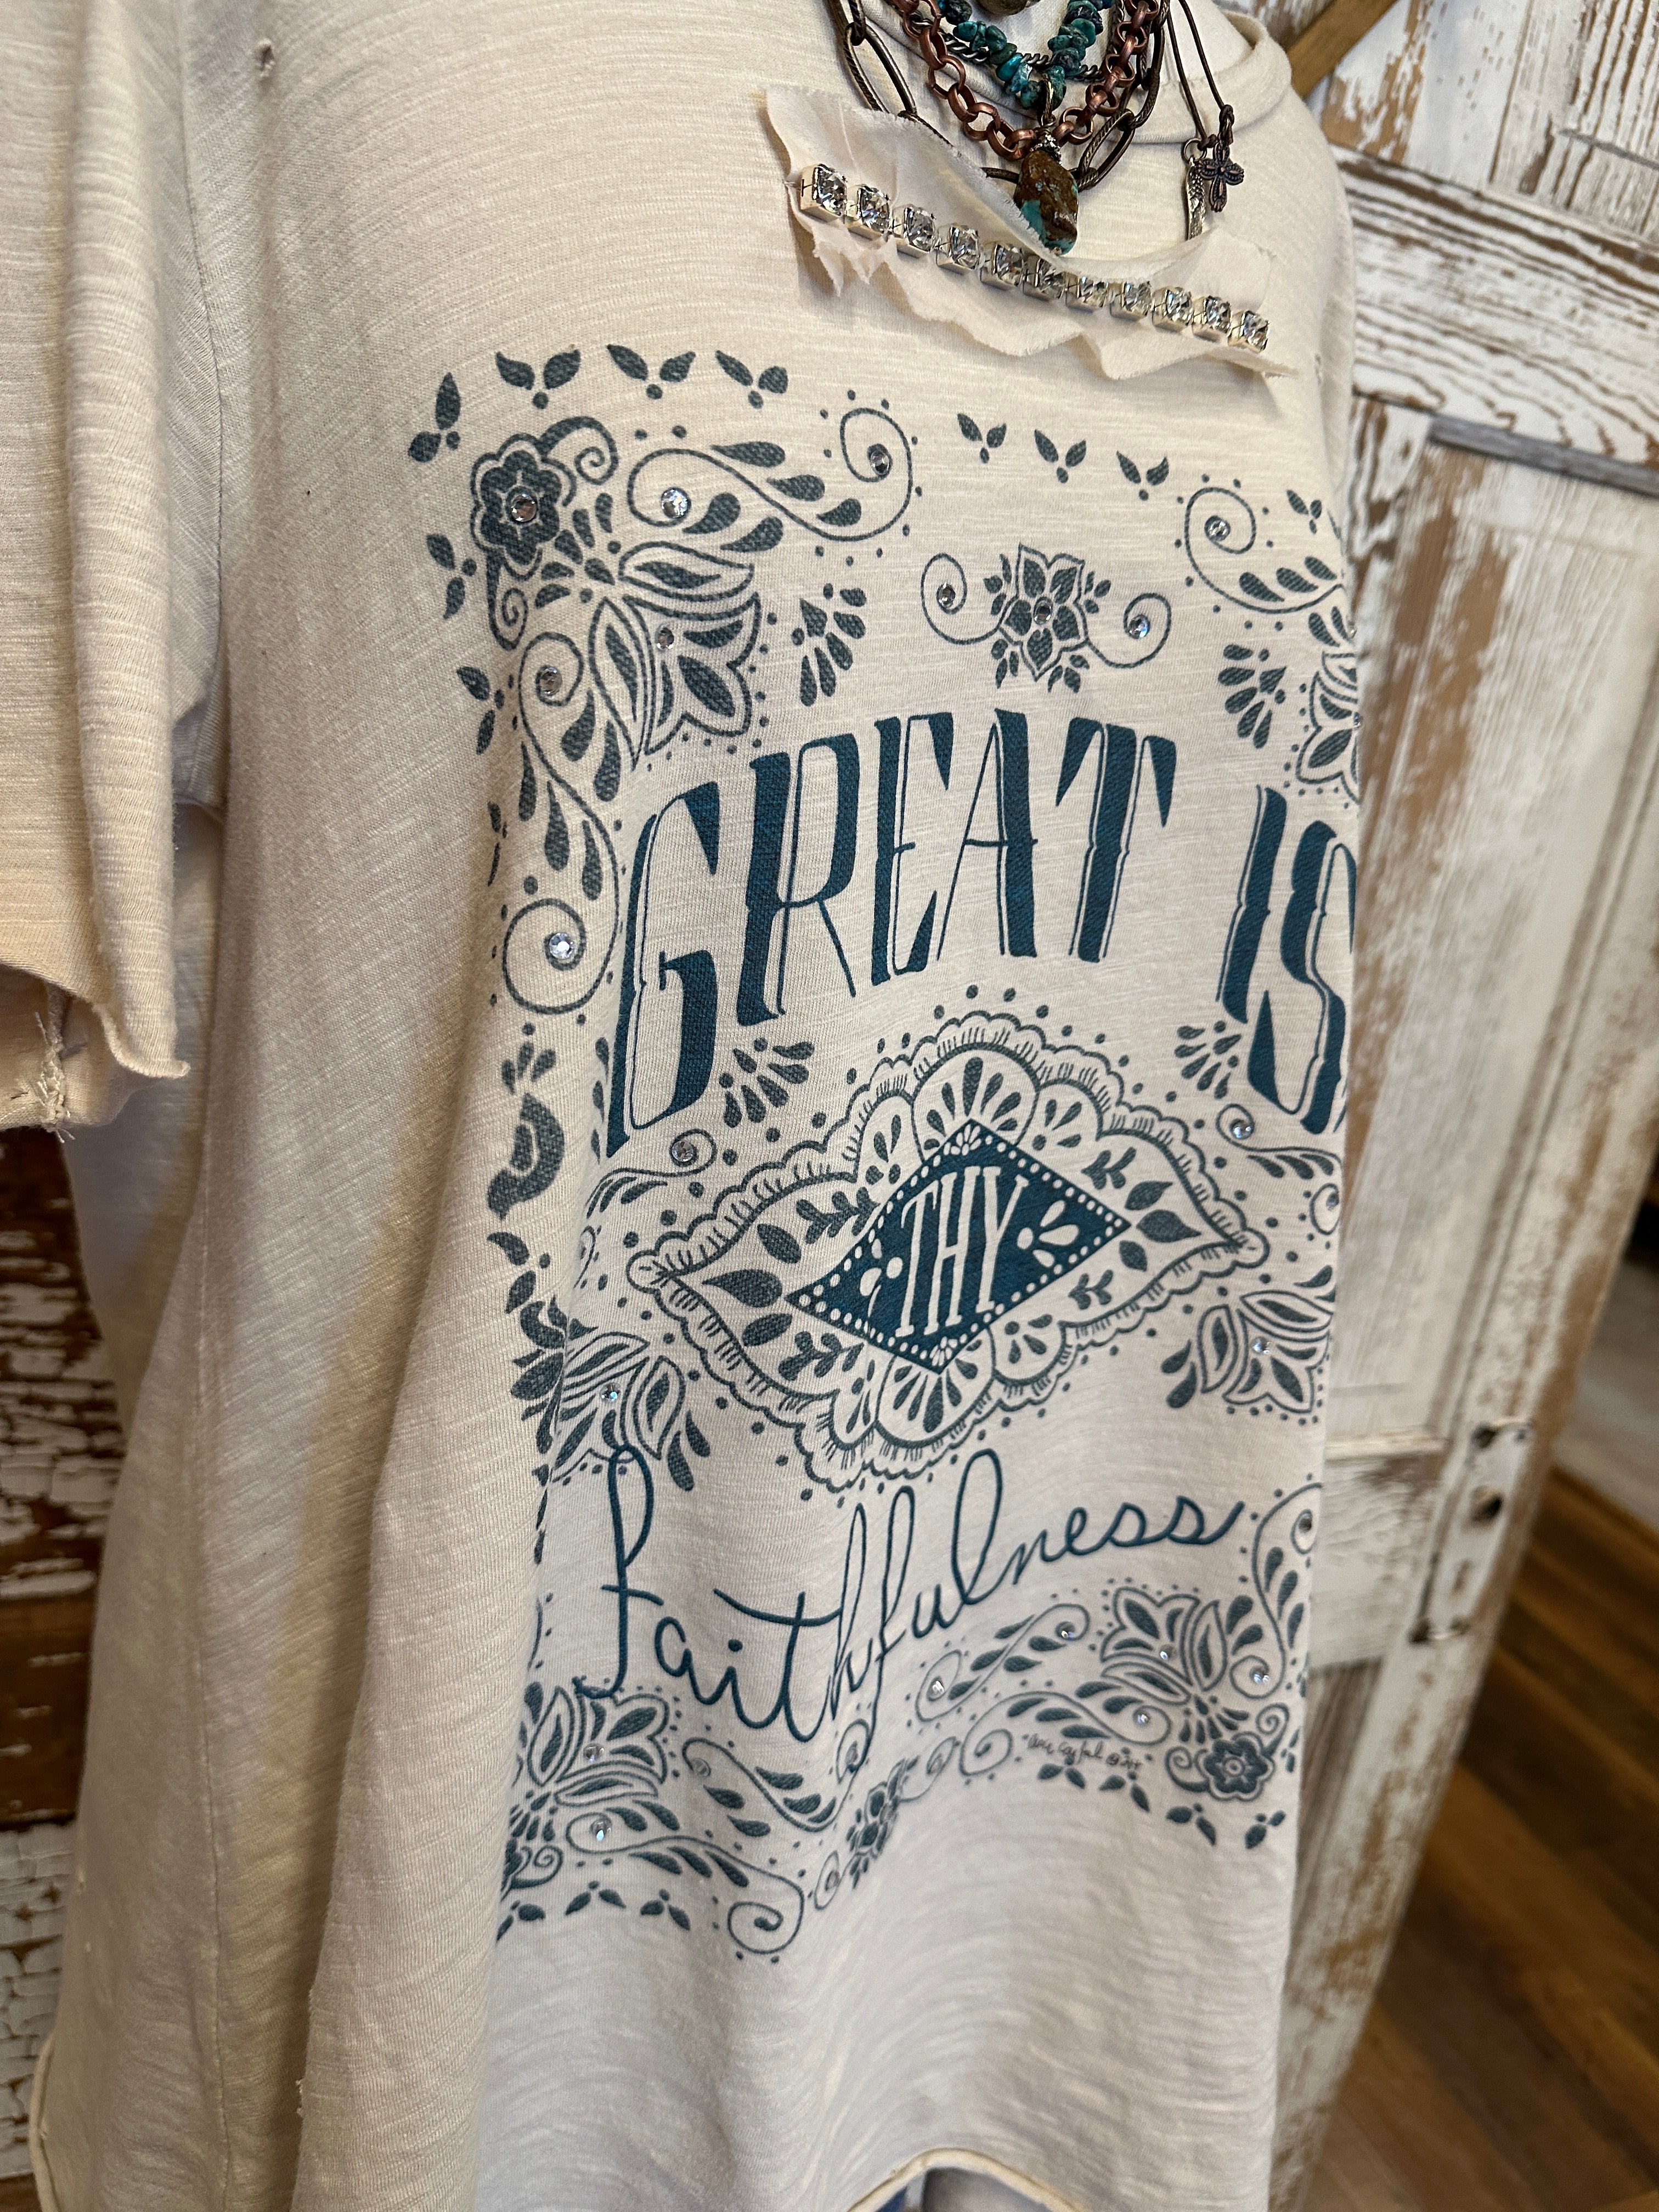 GREAT IS
THY
Faithfulness